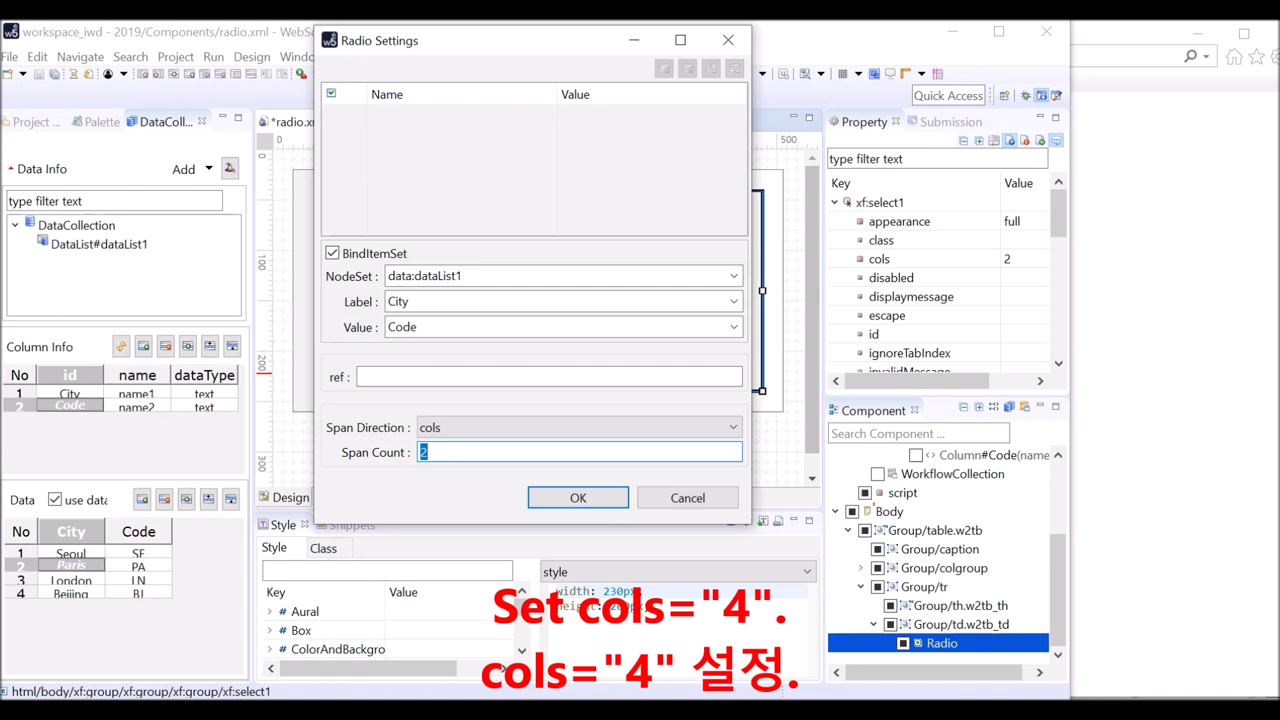 workspace_iwd - 2019/Components/radio.xml - WebS
File Edit Navigate Search Project Run Design
Quick Access
Project ... Palette DataColl...
Data Info Add
type filter text
DataCollection
DataList#dataList1
Column Info
No id name dataType
1 City name1 text
2 Code name2 text
Data use data
No City Code
1 Seoul SE
2 Paris PA
3 London LN
4 Beijing BJ
*radio.x
0 500
0
100
200
300
Design
Radio Settings
Name Value
BindItemSet
NodeSet : data:dataList1
Label : City
Value : Code
ref :
Span Direction : cols
Span Count : 2
OK Cancel
Style Snippets
Style Class
style
Key Value
Aural
Box
ColorAndBackgro
width: 230px
Set cols="4".
cols="4" 설정.
Property Submission
type filter text
Key Value
xf:select1
appearance full
class
cols 2
disabled
displaymessage
escape
id
ignoreTabIndex
invalidMessage
Component
Search Component
Column#Code(name
WorkflowCollection
script
Body
Group/table.w2tb
Group/caption
Group/colgroup
Group/tr
Group/th.w2tb_th
Group/td.w2tb_td
Radio
html/body/xf:group/xf:group/xf:group/xf:select1